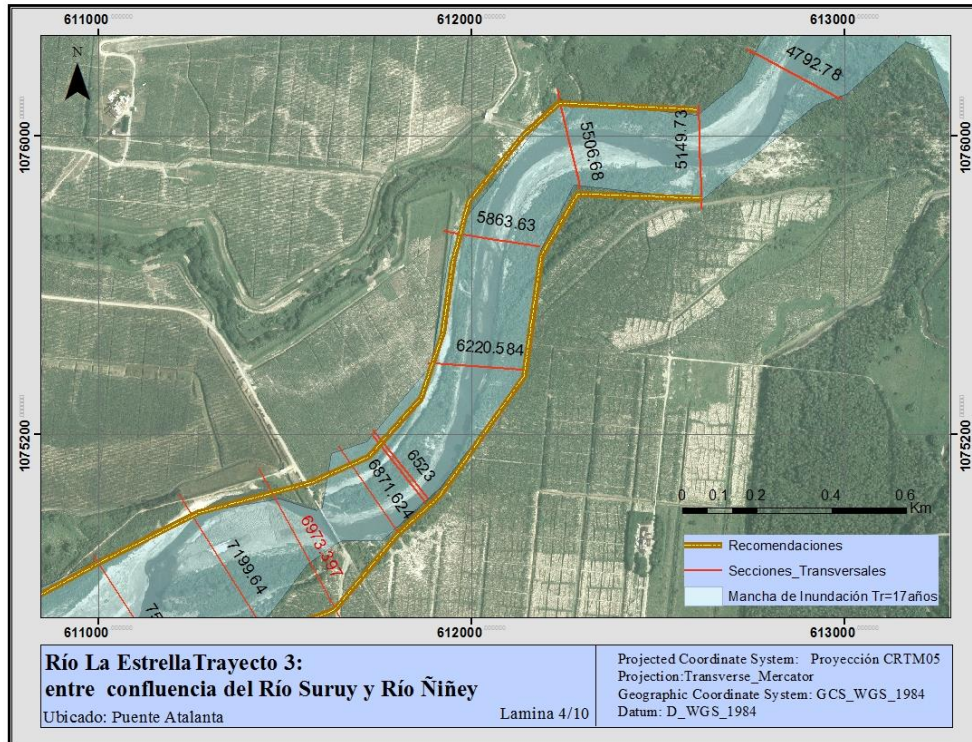 611000 612000 613000
N
4792.78
1076000 1076000
5506.68
5149.73
5863.63
6220.584
1075200 1075200
6523
6871.624
6973.397
7199.64
0 0.1 0.2 0.4 0.6
Km
Recomendaciones
Secciones_Transversales
Mancha de Inundación Tr=17años
611000 612000 613000
Río La EstrellaTrayecto 3:
entre confluencia del Río Suruy y Río Ñiñey
Ubicado: Puente Atalanta
Lamina 4/10
Projected Coordinate System: Proyección CRTM05
Projection:Transverse_Mercator
Geographic Coordinate System: GCS_WGS_1984
Datum: D_WGS_1984